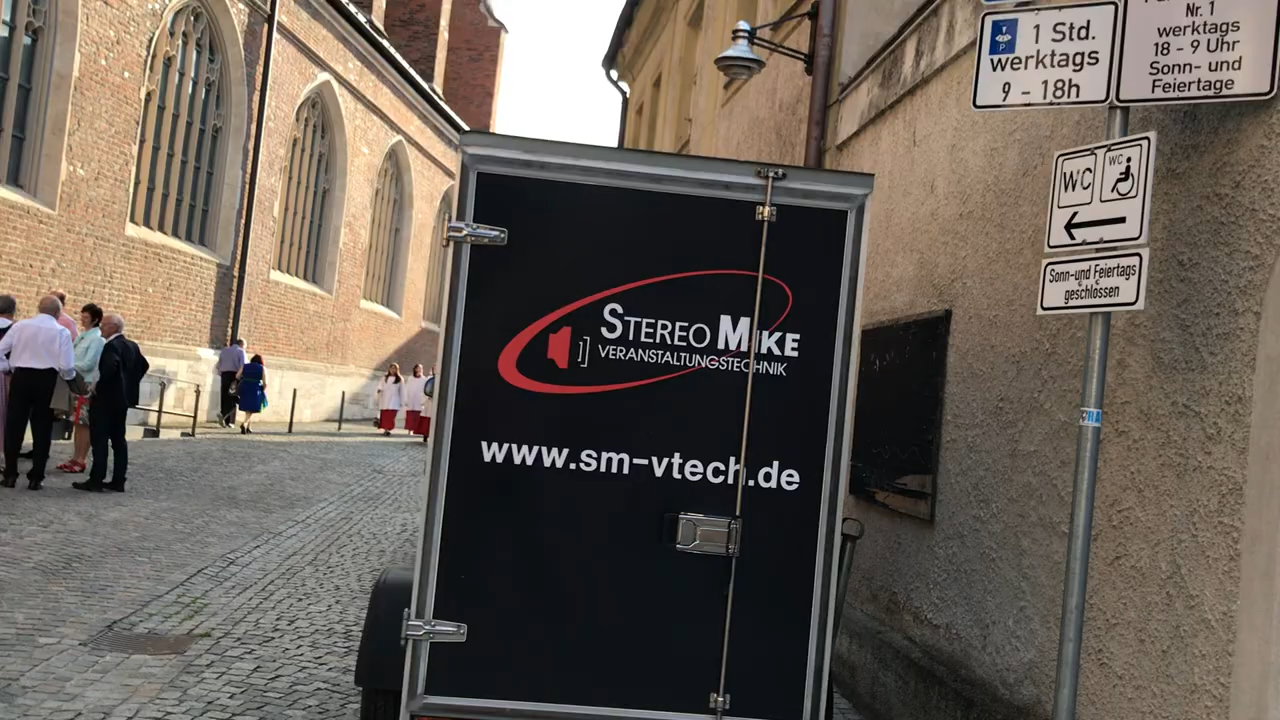 STEREO MIKE
VERANSTALTUNGSTECHNIK
www.sm-vtech.de
P
1 Std.
werktags
9 - 18h
Nr. 1
werktags
18 - 9 Uhr
Sonn- und
Feiertage
WC
WC
Sonn- und Feiertags
geschlossen